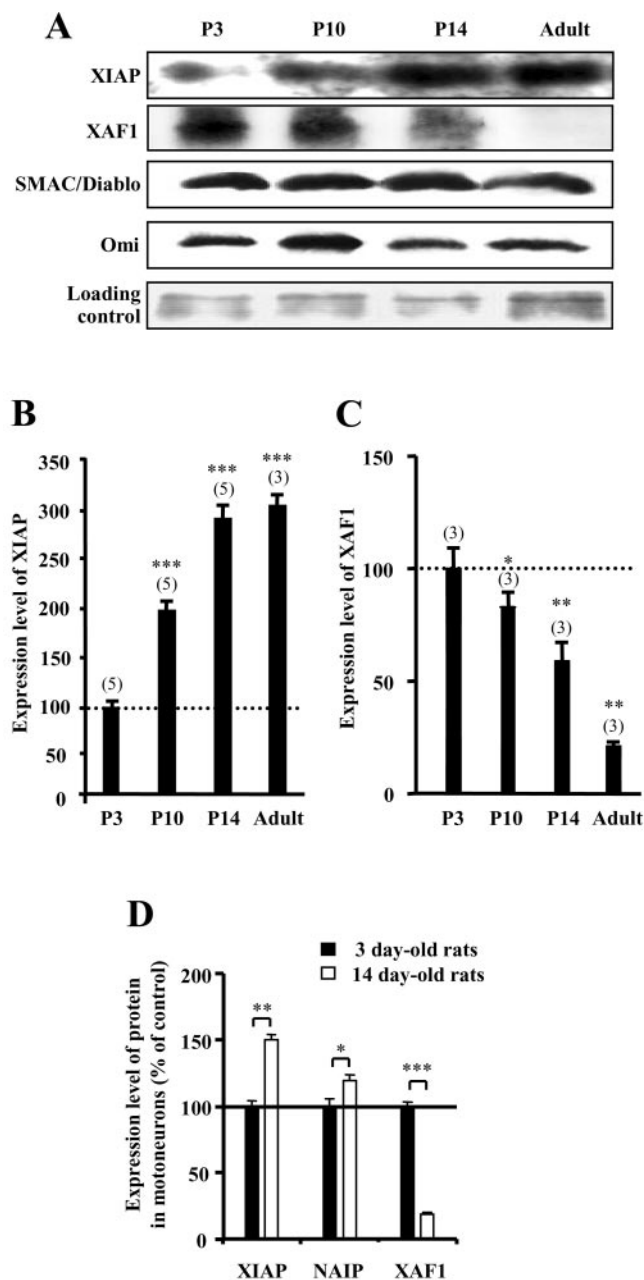 A
P3 P10 P14 Adult
XIAP
XAF1
SMAC/Diablo
Omi
Loading
control
B
Expression level of XIAP
350
300
250
200
150
100
50
0
(5)
***
(5)
***
(5)
***
(3)
P3 P10 P14 Adult
C
Expression level of XAF1
150
100
50
0
(3)
*
(3)
**
(3)
**
(3)
P3 P10 P14 Adult
D
3 day-old rats
14 day-old rats
Expression level of protein
in motoneurons (% of control)
200
150
100
50
0
**
*
***
XIAP NAIP XAF1